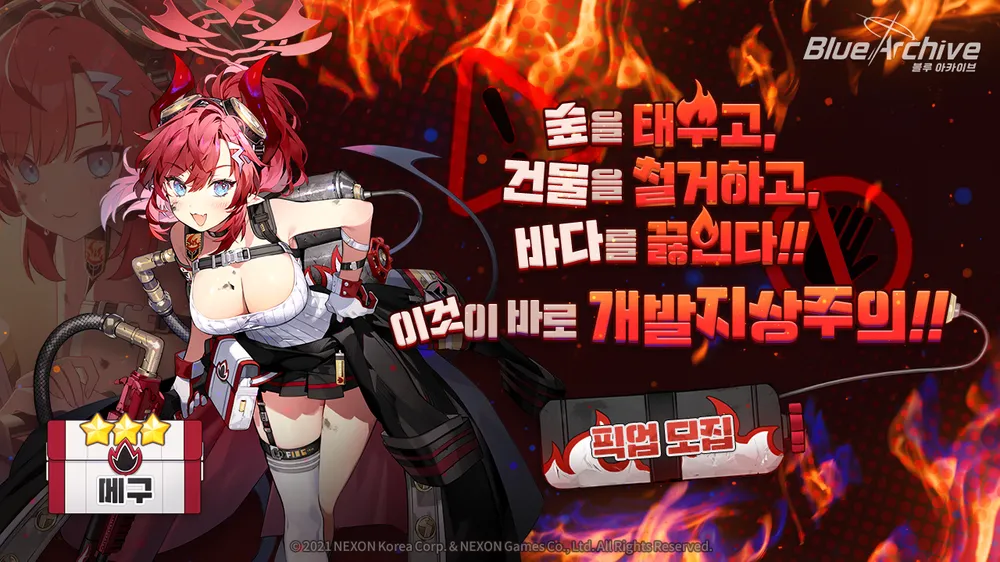 Blue Archive
블루 아카이브
숲을 태우고,
건물을 철거하고,
바다를 끓인다!!
이것이 바로 개발지상주의!!
픽업 모집
메구
FIRE
© 2021 NEXON Korea Corp. & NEXON Games Co., Ltd. All Rights Reserved.